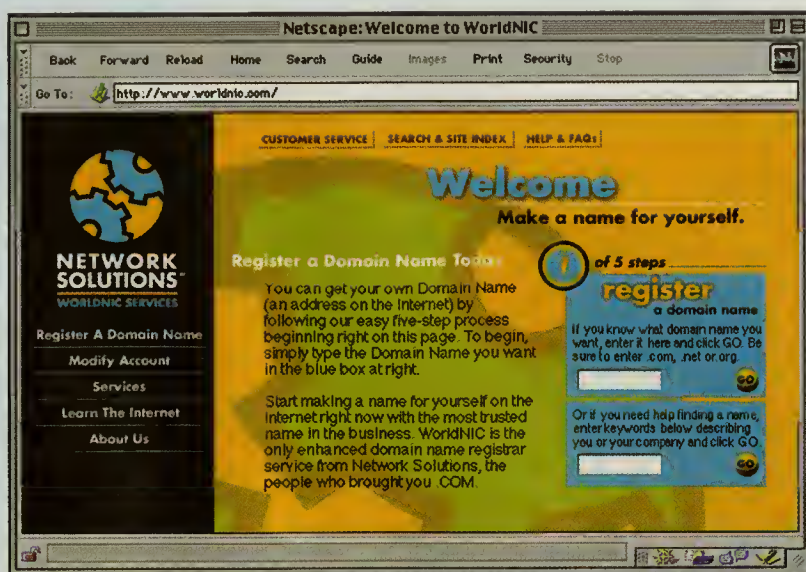 Netscape: Welcome to WorldNIC
Back Forward Reload Home Search Guide Images Print Security Stop
Go To: http://www.worldnic.com/
CUSTOMER SERVICE SEARCH & SITE INDEX HELP & FAQs
Welcome
Make a name for yourself.
NETWORK
SOLUTIONS
WORLDNIC SERVICES
Register A Domain Name
Modify Account
Services
Learn The Internet
About Us
Register a Domain Name Today
You can get your own Domain Name
(an address on the Internet) by
following our easy five-step process
beginning right on this page. To begin,
simply type the Domain Name you want
in the blue box at right.
Start making a name for yourself on the
Internet right now with the most trusted
name in the business. WorldNIC is the
only enhanced domain name registrar
service from Network Solutions, the
people who brought you .COM.
1 of 5 steps
register
a domain name
If you know what domain name you
want, enter it here and click GO. Be
sure to enter .com, .net or .org.
GO
Or if you need help finding a name,
enter keywords below describing
you or your company and click GO.
GO